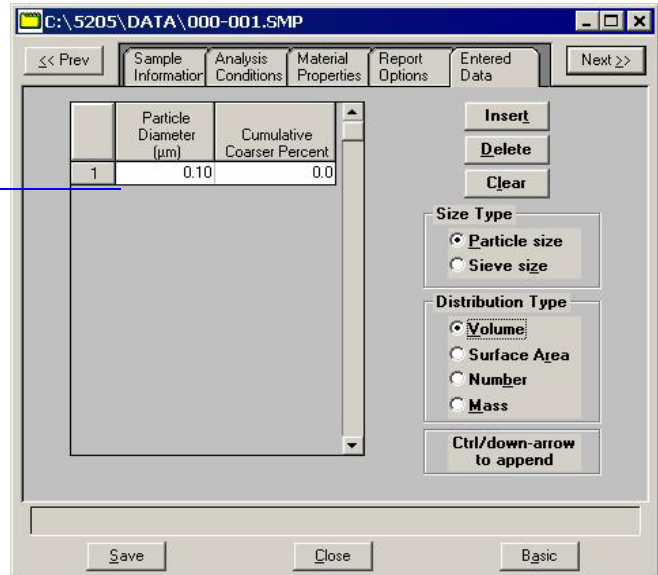 C:\5205\DATA\000-001.SMP
<< Prev
Sample Information
Analysis Conditions
Material Properties
Report Options
Entered Data
Next >>
Particle Diameter (µm)
Cumulative Coarser Percent
1 0.10 0.0
Insert
Delete
Clear
Size Type
Particle size
Sieve size
Distribution Type
Volume
Surface Area
Number
Mass
Ctrl/down-arrow
to append
Save Close Basic